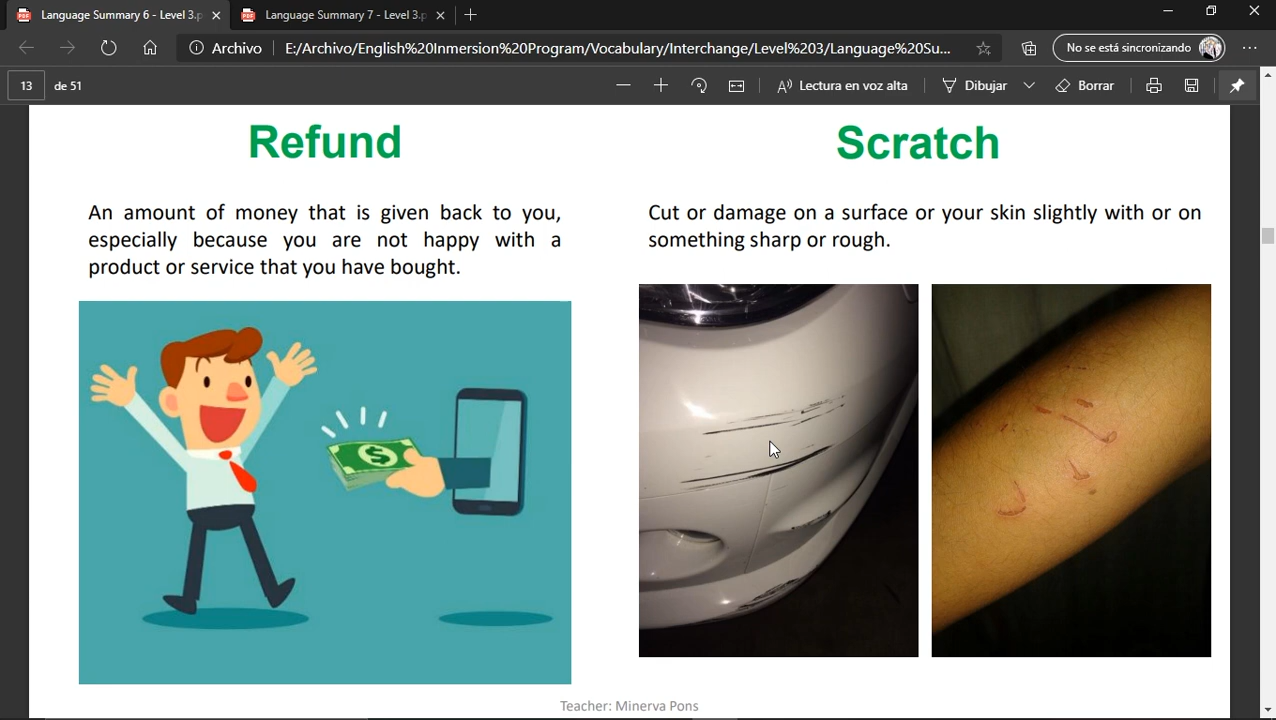 Language Summary 6 - Level 3.p
Language Summary 7 - Level 3.p
Archivo
E:/Archivo/English%20Inmersion%20Program/Vocabulary/Interchange/Level%203/Language%20Su...
No se está sincronizando
13 de 51
Lectura en voz alta
Dibujar
Borrar
Refund
An amount of money that is given back to you,
especially because you are not happy with a
product or service that you have bought.
Scratch
Cut or damage on a surface or your skin slightly with or on
something sharp or rough.
$
Teacher: Minerva Pons